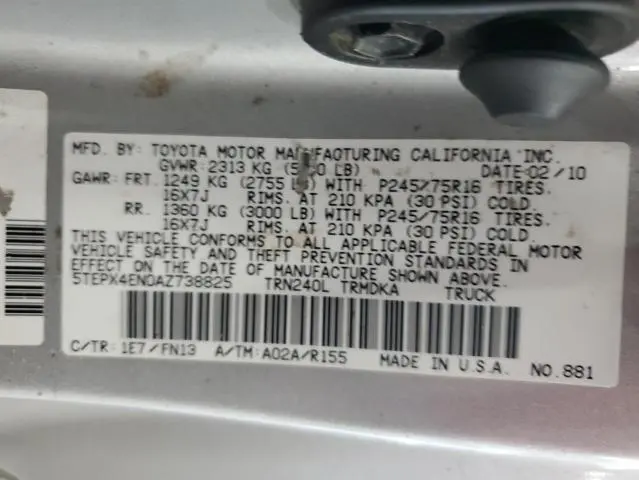 MFD. BY: TOYOTA MOTOR MANUFACTURING CALIFORNIA INC.
GVWR: 2313 KG LB) DATE: 02/10
GAWR: FRT. 1249 KG (2755 LB) WITH P245/75R16 TIRES.
16X7J RIMS. AT 210 KPA (30 PSI) COLD
RR. 1360 KG (3000 LB) WITH P245/75R16 TIRES.
16X7J RIMS. AT 210 KPA (30 PSI) COLD
THIS VEHICLE CONFORMS TO ALL APPLICABLE FEDERAL MOTOR
VEHICLE SAFETY AND THEFT PREVENTION STANDARDS IN
EFFECT ON THE DATE OF MANUFACTURE SHOWN ABOVE.
5TEPX4EN0AZ738825 TRN240L TRMDKA TRUCK
C/TR: 1E7/FN13 A/TM: A02A/R155 MADE IN U.S.A. NO.881